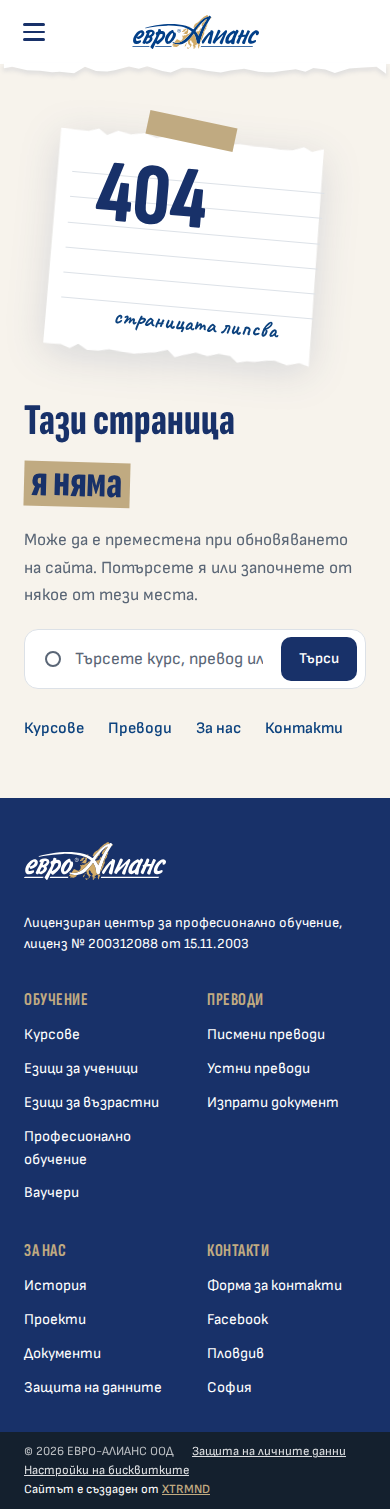 евро Алианс
404
страницата липсва
Тази страница
я няма
Може да е преместена при обновяването
на сайта. Потърсете я или започнете от
някое от тези места.
Търсете курс, превод ил
Търси
Курсове Преводи За нас Контакти
евро Алианс
Лицензиран център за професионално обучение,
лиценз № 200312088 от 15.11.2003
ОБУЧЕНИЕ
Курсове
Езици за ученици
Езици за възрастни
Професионално
обучение
Ваучери
ПРЕВОДИ
Писмени преводи
Устни преводи
Изпрати документ
ЗА НАС
История
Проекти
Документи
Защита на данните
КОНТАКТИ
Форма за контакти
Facebook
Пловдив
София
© 2026 ЕВРО-АЛИАНС ООД Защита на личните данни
Настройки на бисквитките
Сайтът е създаден от XTRMND